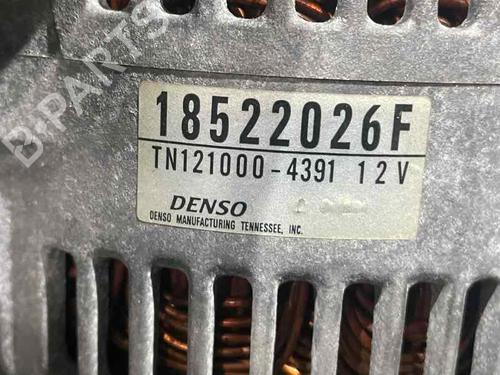 B-PARTS
18522026F
TN121000-4391 12V
DENSO
DENSO MANUFACTURING TENNESSEE, INC.